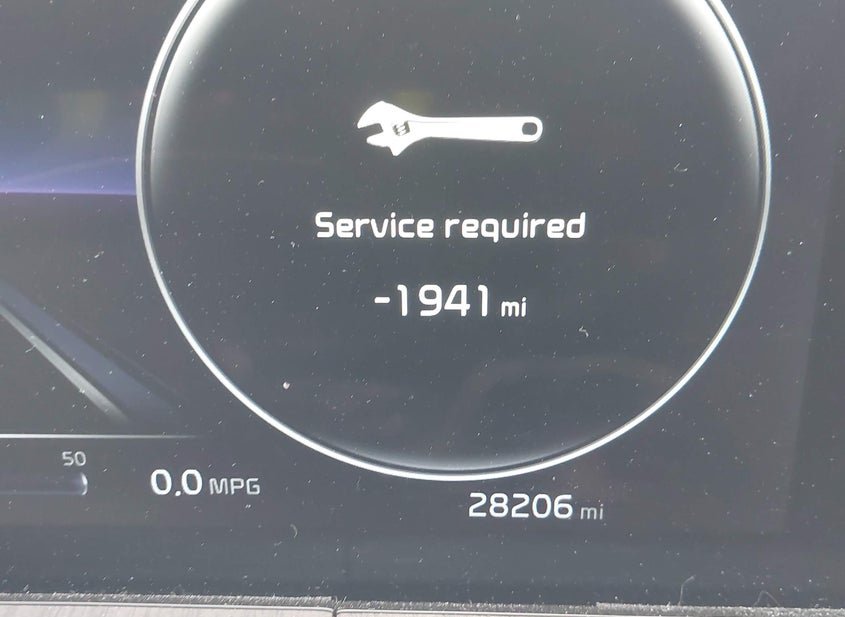 Service required
-1941 mi
50
0.0 MPG
28206 mi